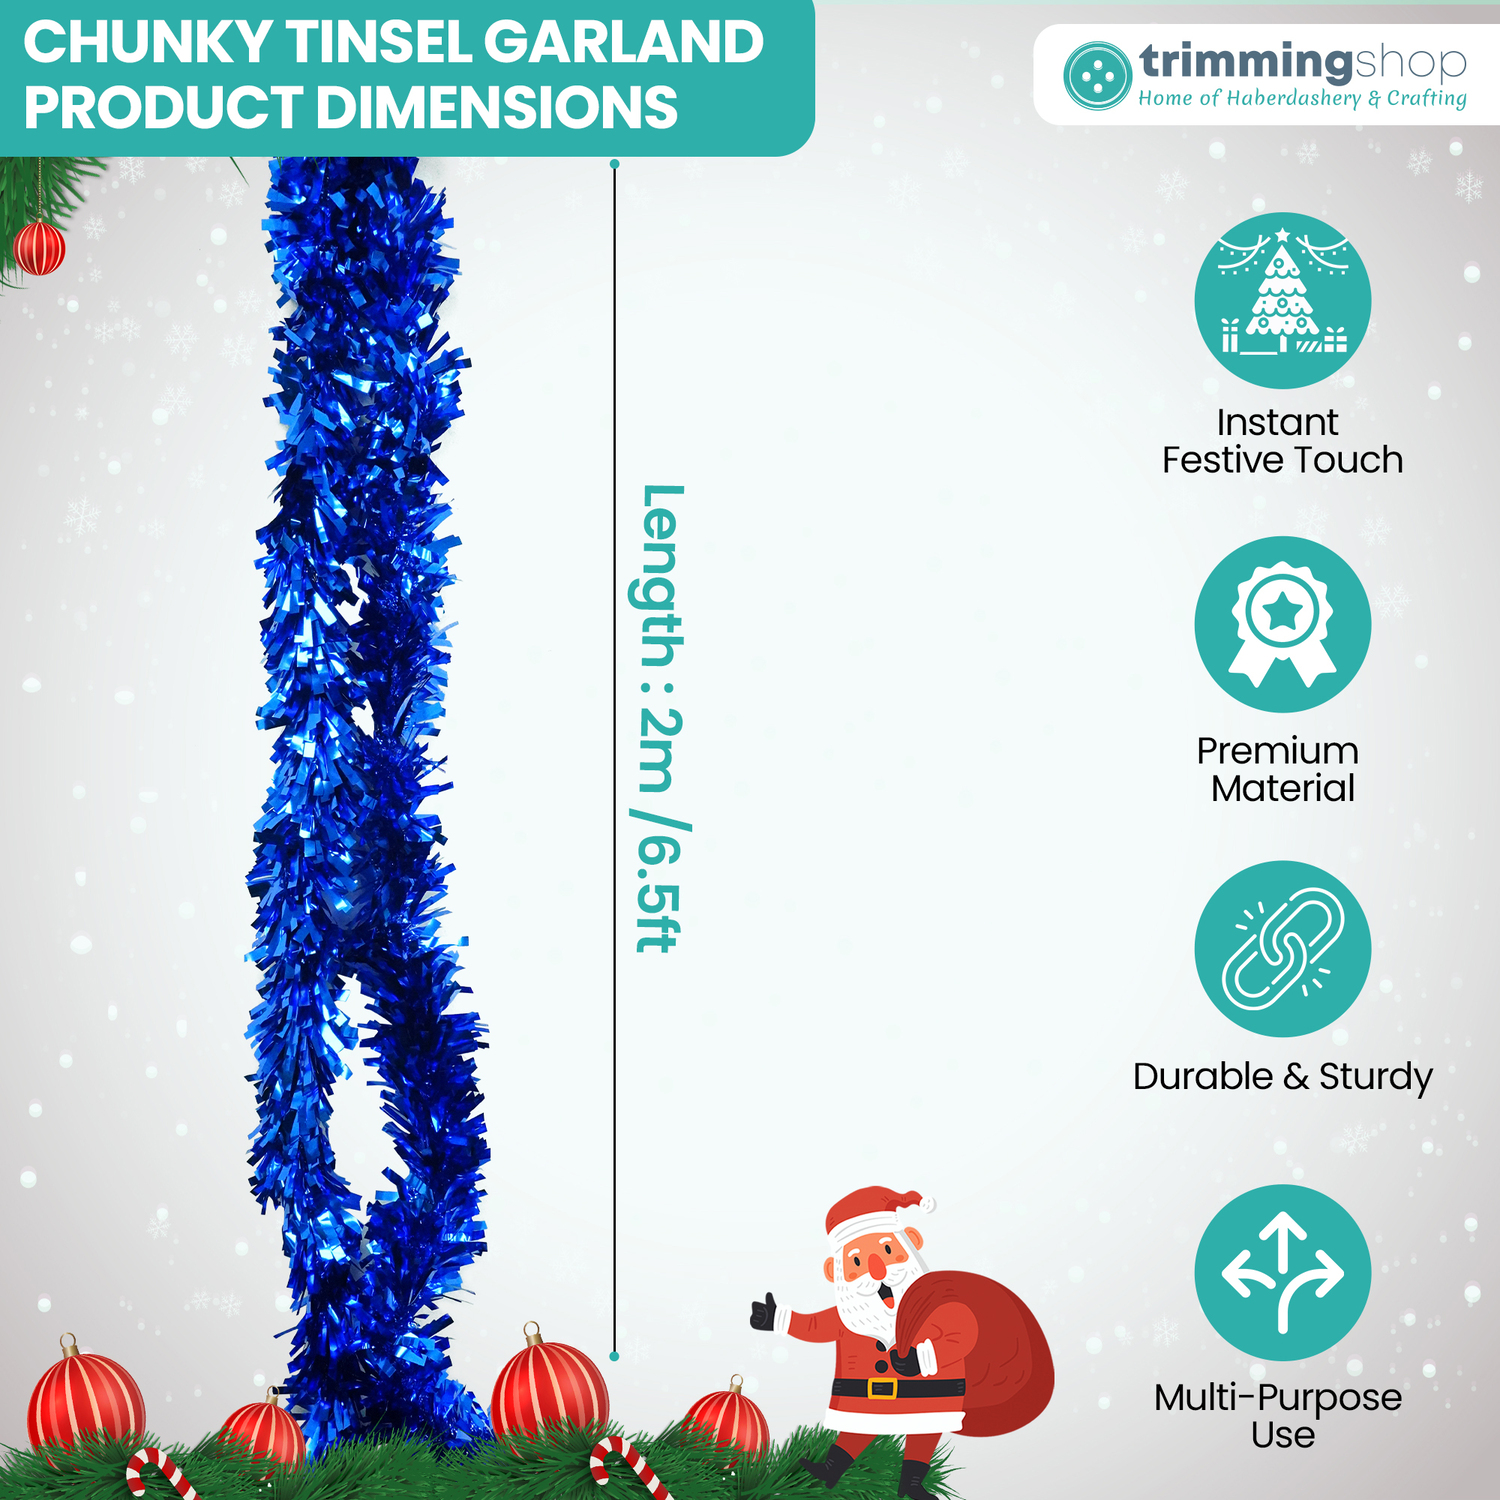 CHUNKY TINSEL GARLAND
PRODUCT DIMENSIONS
trimmingshop
Home of Haberdashery & Crafting
Length : 2m /6.5ft
Instant
Festive Touch
Premium
Material
Durable & Sturdy
Multi-Purpose
Use